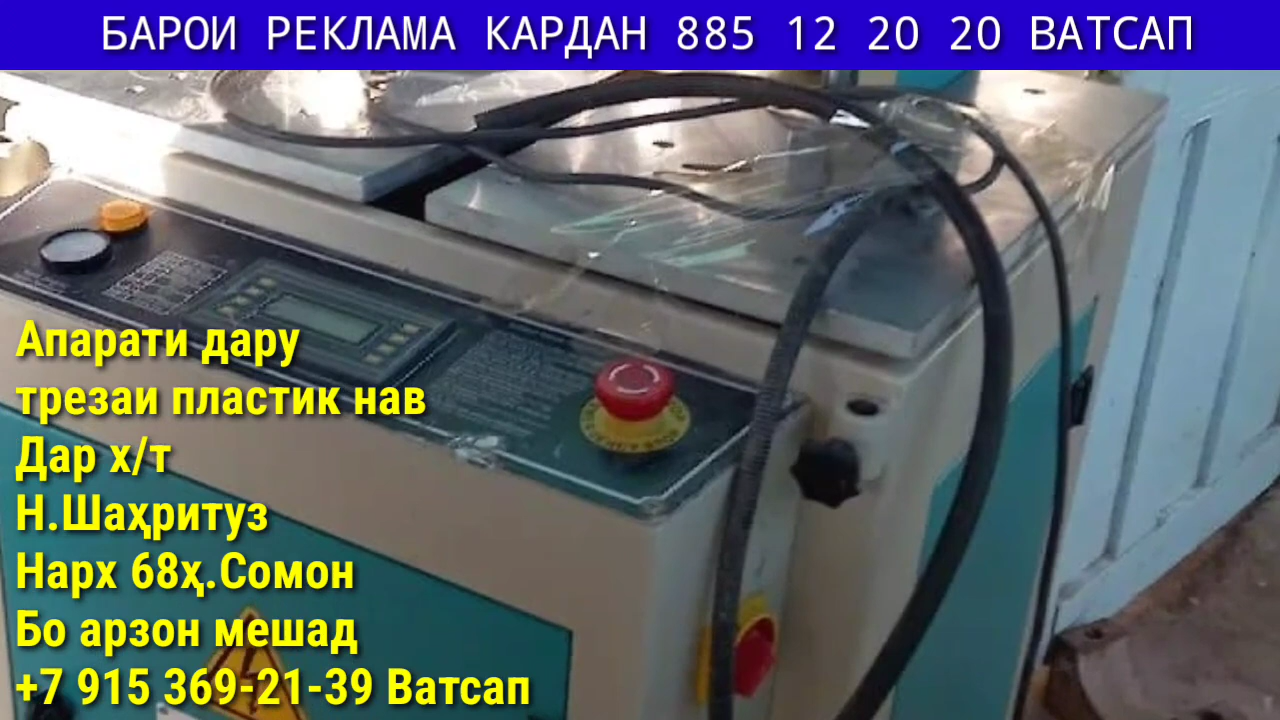 БАРОИ РЕКЛАМА КАРДАН 885 12 20 20 ВАТСАП
Апарати дару
трезаи пластик нав
Дар х/т
Н.Шаҳритуз
Нарх 68ҳ.Сомон
Бо арзон мешад
+7 915 369-21-39 Ватсап